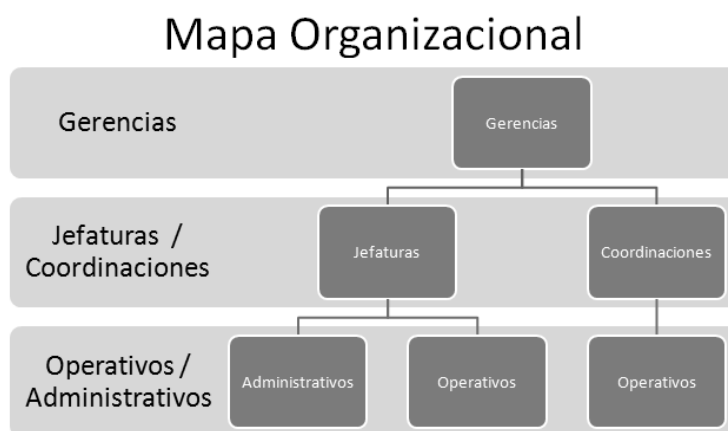 Mapa Organizacional
Gerencias
Gerencias
Jefaturas /
Coordinaciones
Jefaturas
Coordinaciones
Operativos /
Administrativos
Administrativos
Operativos
Operativos